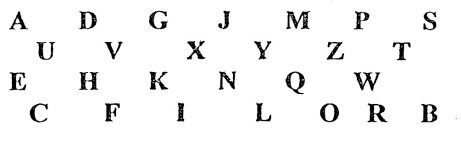 A D G J M P S
U V X Y Z T
E H K N Q W
C F I L O R B